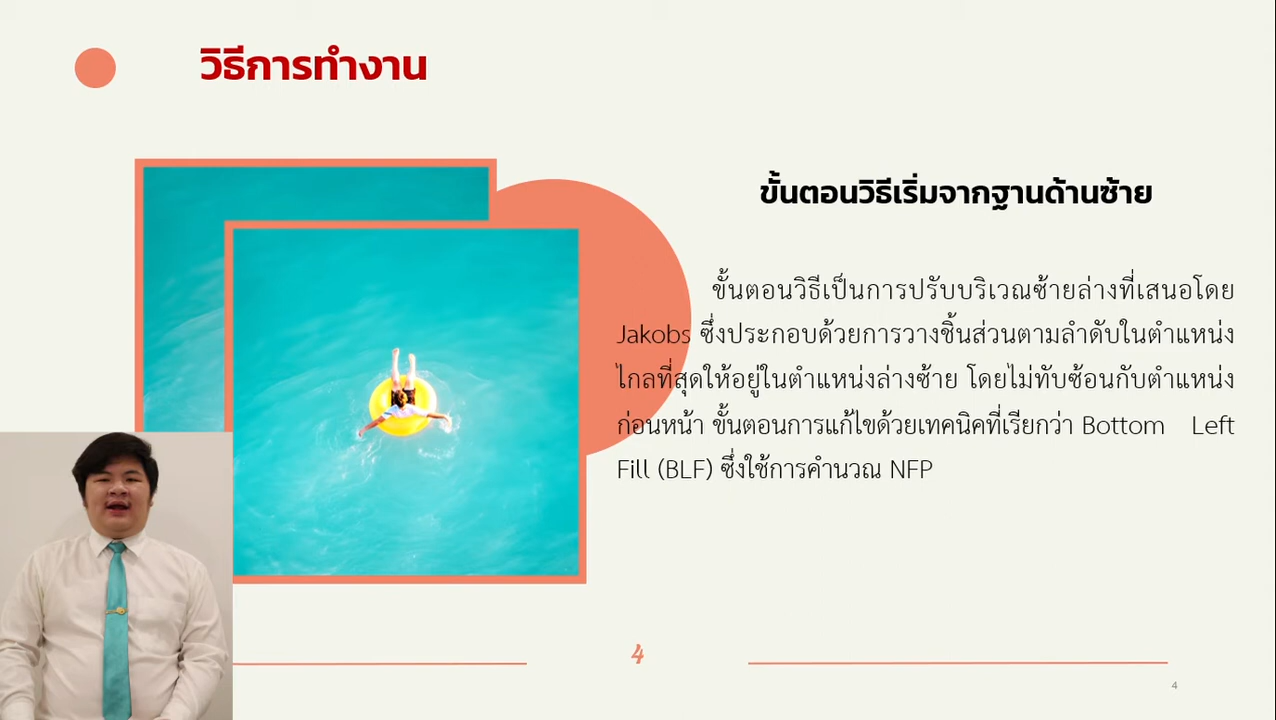 วิธีการทำงาน
ขั้นตอนวิธีเริ่มจากฐานด้านซ้าย
ขั้นตอนวิธีเป็นการปรับบริเวณซ้ายล่างที่เสนอโดย
Jakobs ซึ่งประกอบด้วยการวางชิ้นส่วนตามลำดับในตำแหน่ง
ไกลที่สุดให้อยู่ในตำแหน่งล่างซ้าย โดยไม่ทับซ้อนกับตำแหน่ง
ก่อนหน้า ขั้นตอนการแก้ไขด้วยเทคนิคที่เรียกว่า Bottom Left
Fill (BLF) ซึ่งใช้การคำนวณ NFP
4
4